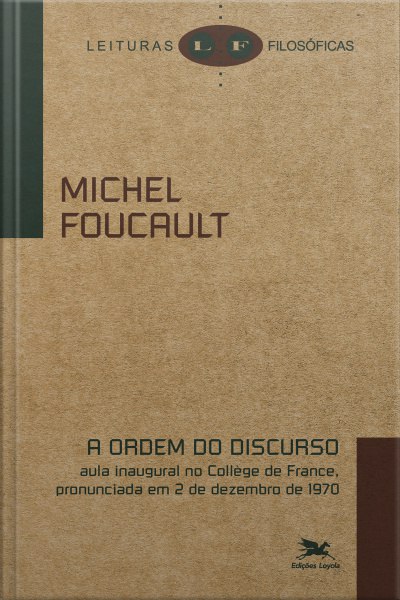 LEITURAS LF FILOSÓFICAS
MICHEL
FOUCAULT
A ORDEM DO DISCURSO
aula inaugural no Collège de France,
pronunciada em 2 de dezembro de 1970
Edições Loyola